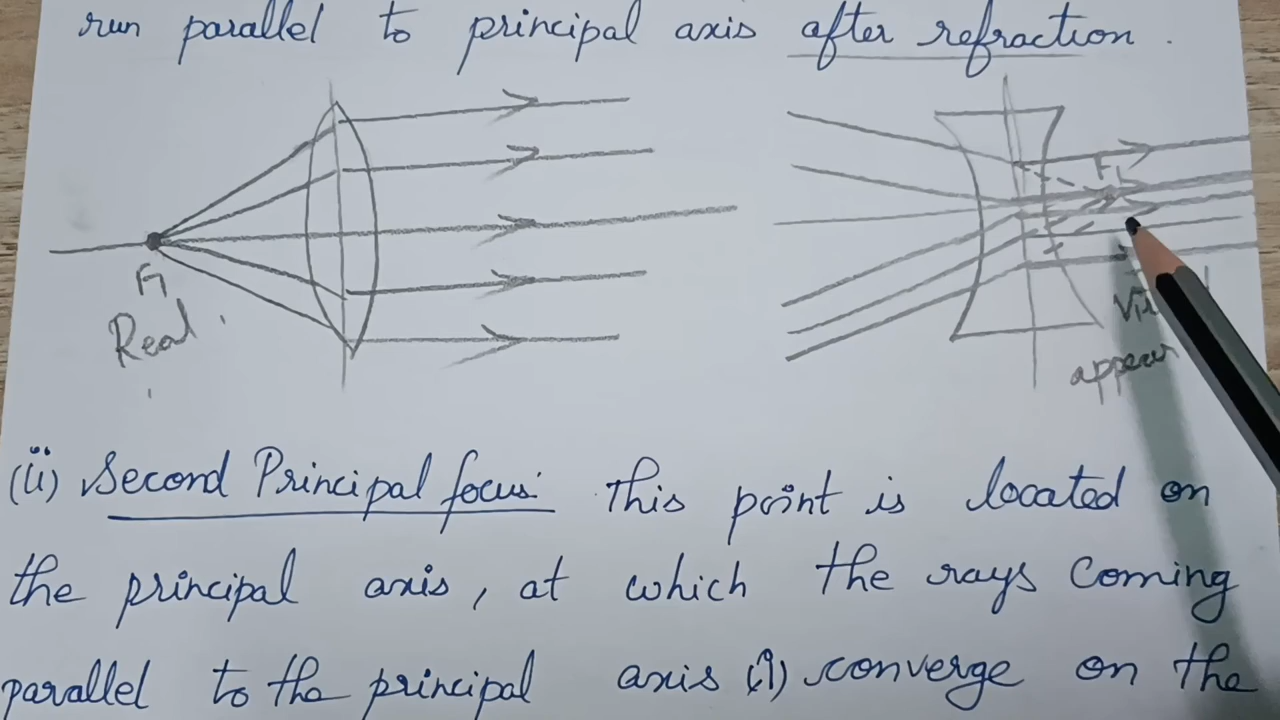 run parallel to principal axis after refraction.
F1
Real
F1
appear
(ii) Second Principal focus: This point is located on
the principal axis, at which the rays coming
parallel to the principal axis (i) converge on the